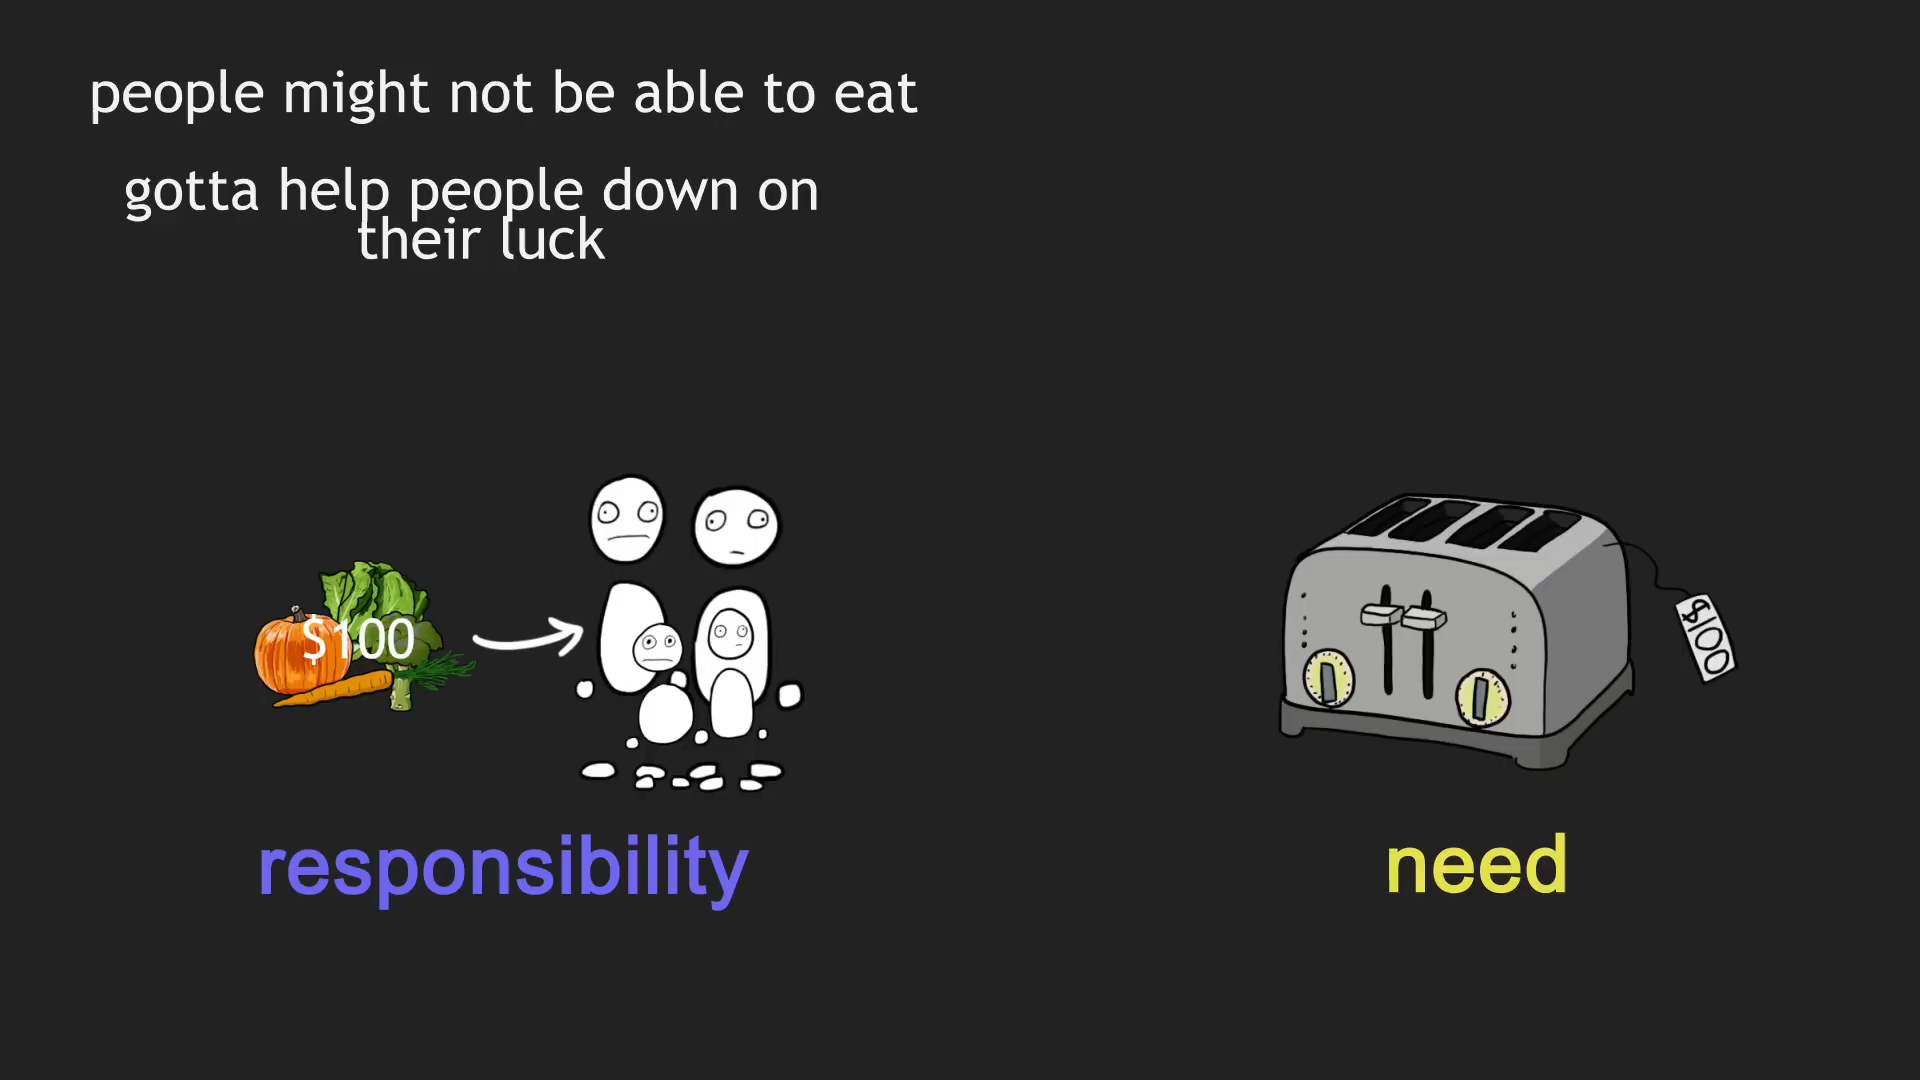 people might not be able to eat
gotta help people down on
their luck
$100
$100
responsibility
need